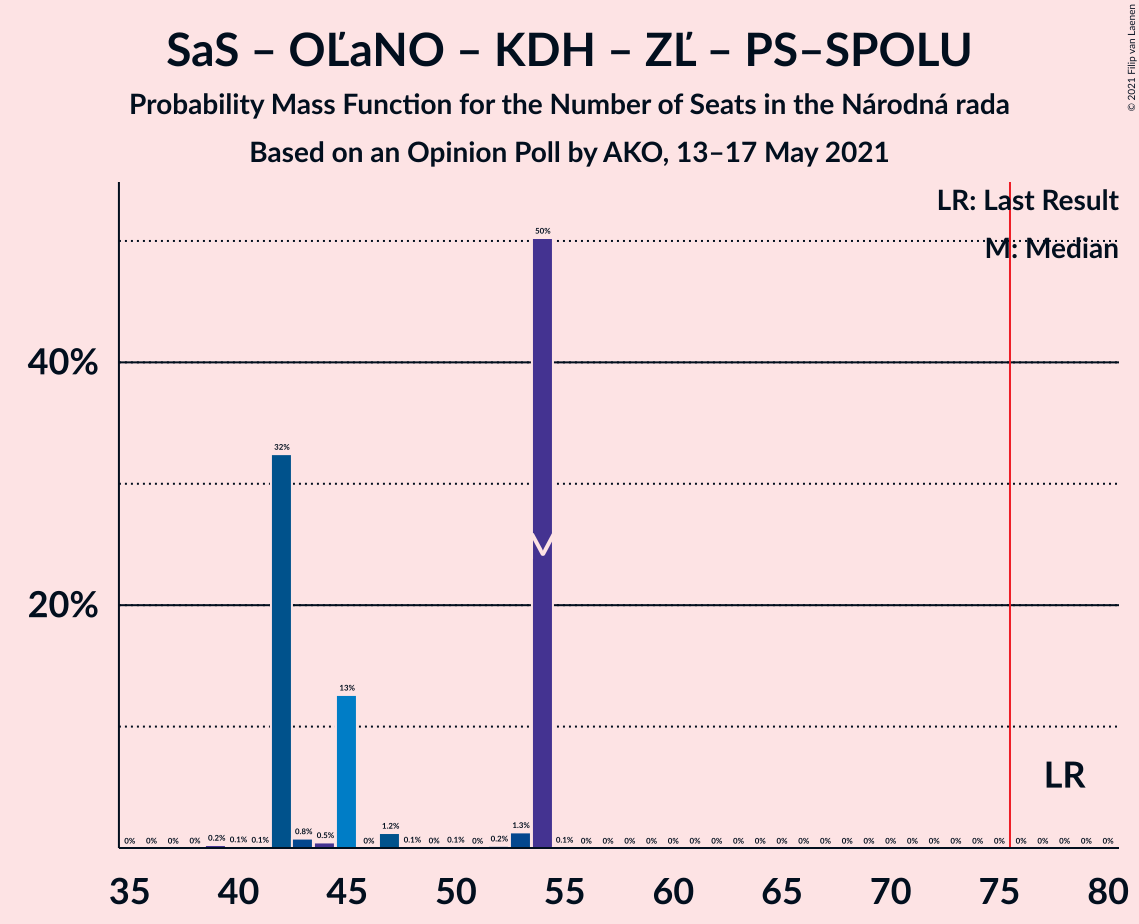 © 2021 Filip van Laenen
SaS – OĽaNO – KDH – ZĽ – PS–SPOLU
Probability Mass Function for the Number of Seats in the Národná rada
Based on an Opinion Poll by AKO, 13–17 May 2021
LR: Last Result
M: Median
50%
40%
32%
20%
13%
LR
0% 0% 0% 0% 0.2% 0.1% 0.1% 0.8% 0.5% 0% 1.2% 0.1% 0% 0.1% 0% 0.2% 1.3% 0.1% 0% 0% 0% 0% 0% 0% 0% 0% 0% 0% 0% 0% 0% 0% 0% 0% 0% 0% 0% 0% 0% 0% 0% 0% 0%
35 40 45 50 55 60 65 70 75 80